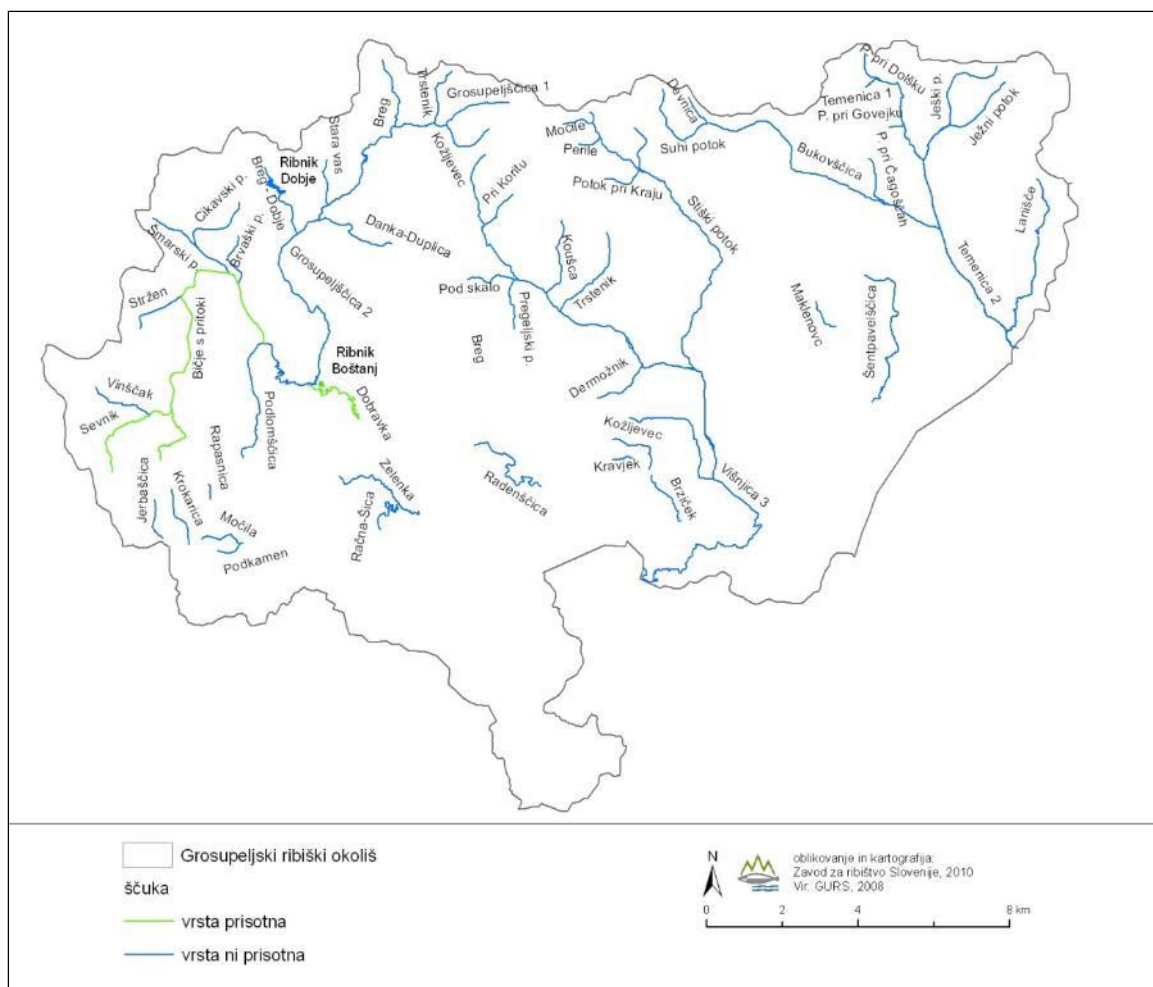 P. pri Dolšku
Temenica 1
P. pri Govejku
Jelški p.
Ježni potok
Trstenik
Grosupeljščica 1
Breg
Stara vas
Kožljevec
Močile
Perile
Potok pri Kraju
Devnica
Suhi potok
Bukovščica
P. pri Čagoščah
Lanišče
Ribnik
Dobje
Breg - Dobje
Cikavski p.
Šmarski p.
Brvaški p.
Pri Koritu
Stiški potok
Danka-Duplica
Temenica 2
Grosupeljščica 2
Pod skalo
Koušca
Trstenik
Stržen
Bičje s pritoki
Pregeljski p.
Breg
Maklenovc
Šentpavelščica
Ribnik
Boštanj
Dobravka
Dermožnik
Vinščak
Sevnik
Podlomščica
Kožljevec
Kravjek
Brziček
Višnjica 3
Rapasnica
Jerbaščica
Krokarica
Močila
Podkamen
Zelenka
Račna-Šica
Radenščica
Grosupeljski ribiški okoliš
ščuka
vrsta prisotna
vrsta ni prisotna
N
oblikovanje in kartografija:
Zavod za ribištvo Slovenije, 2010
Vir: GURS, 2008
0 2 4 8 km